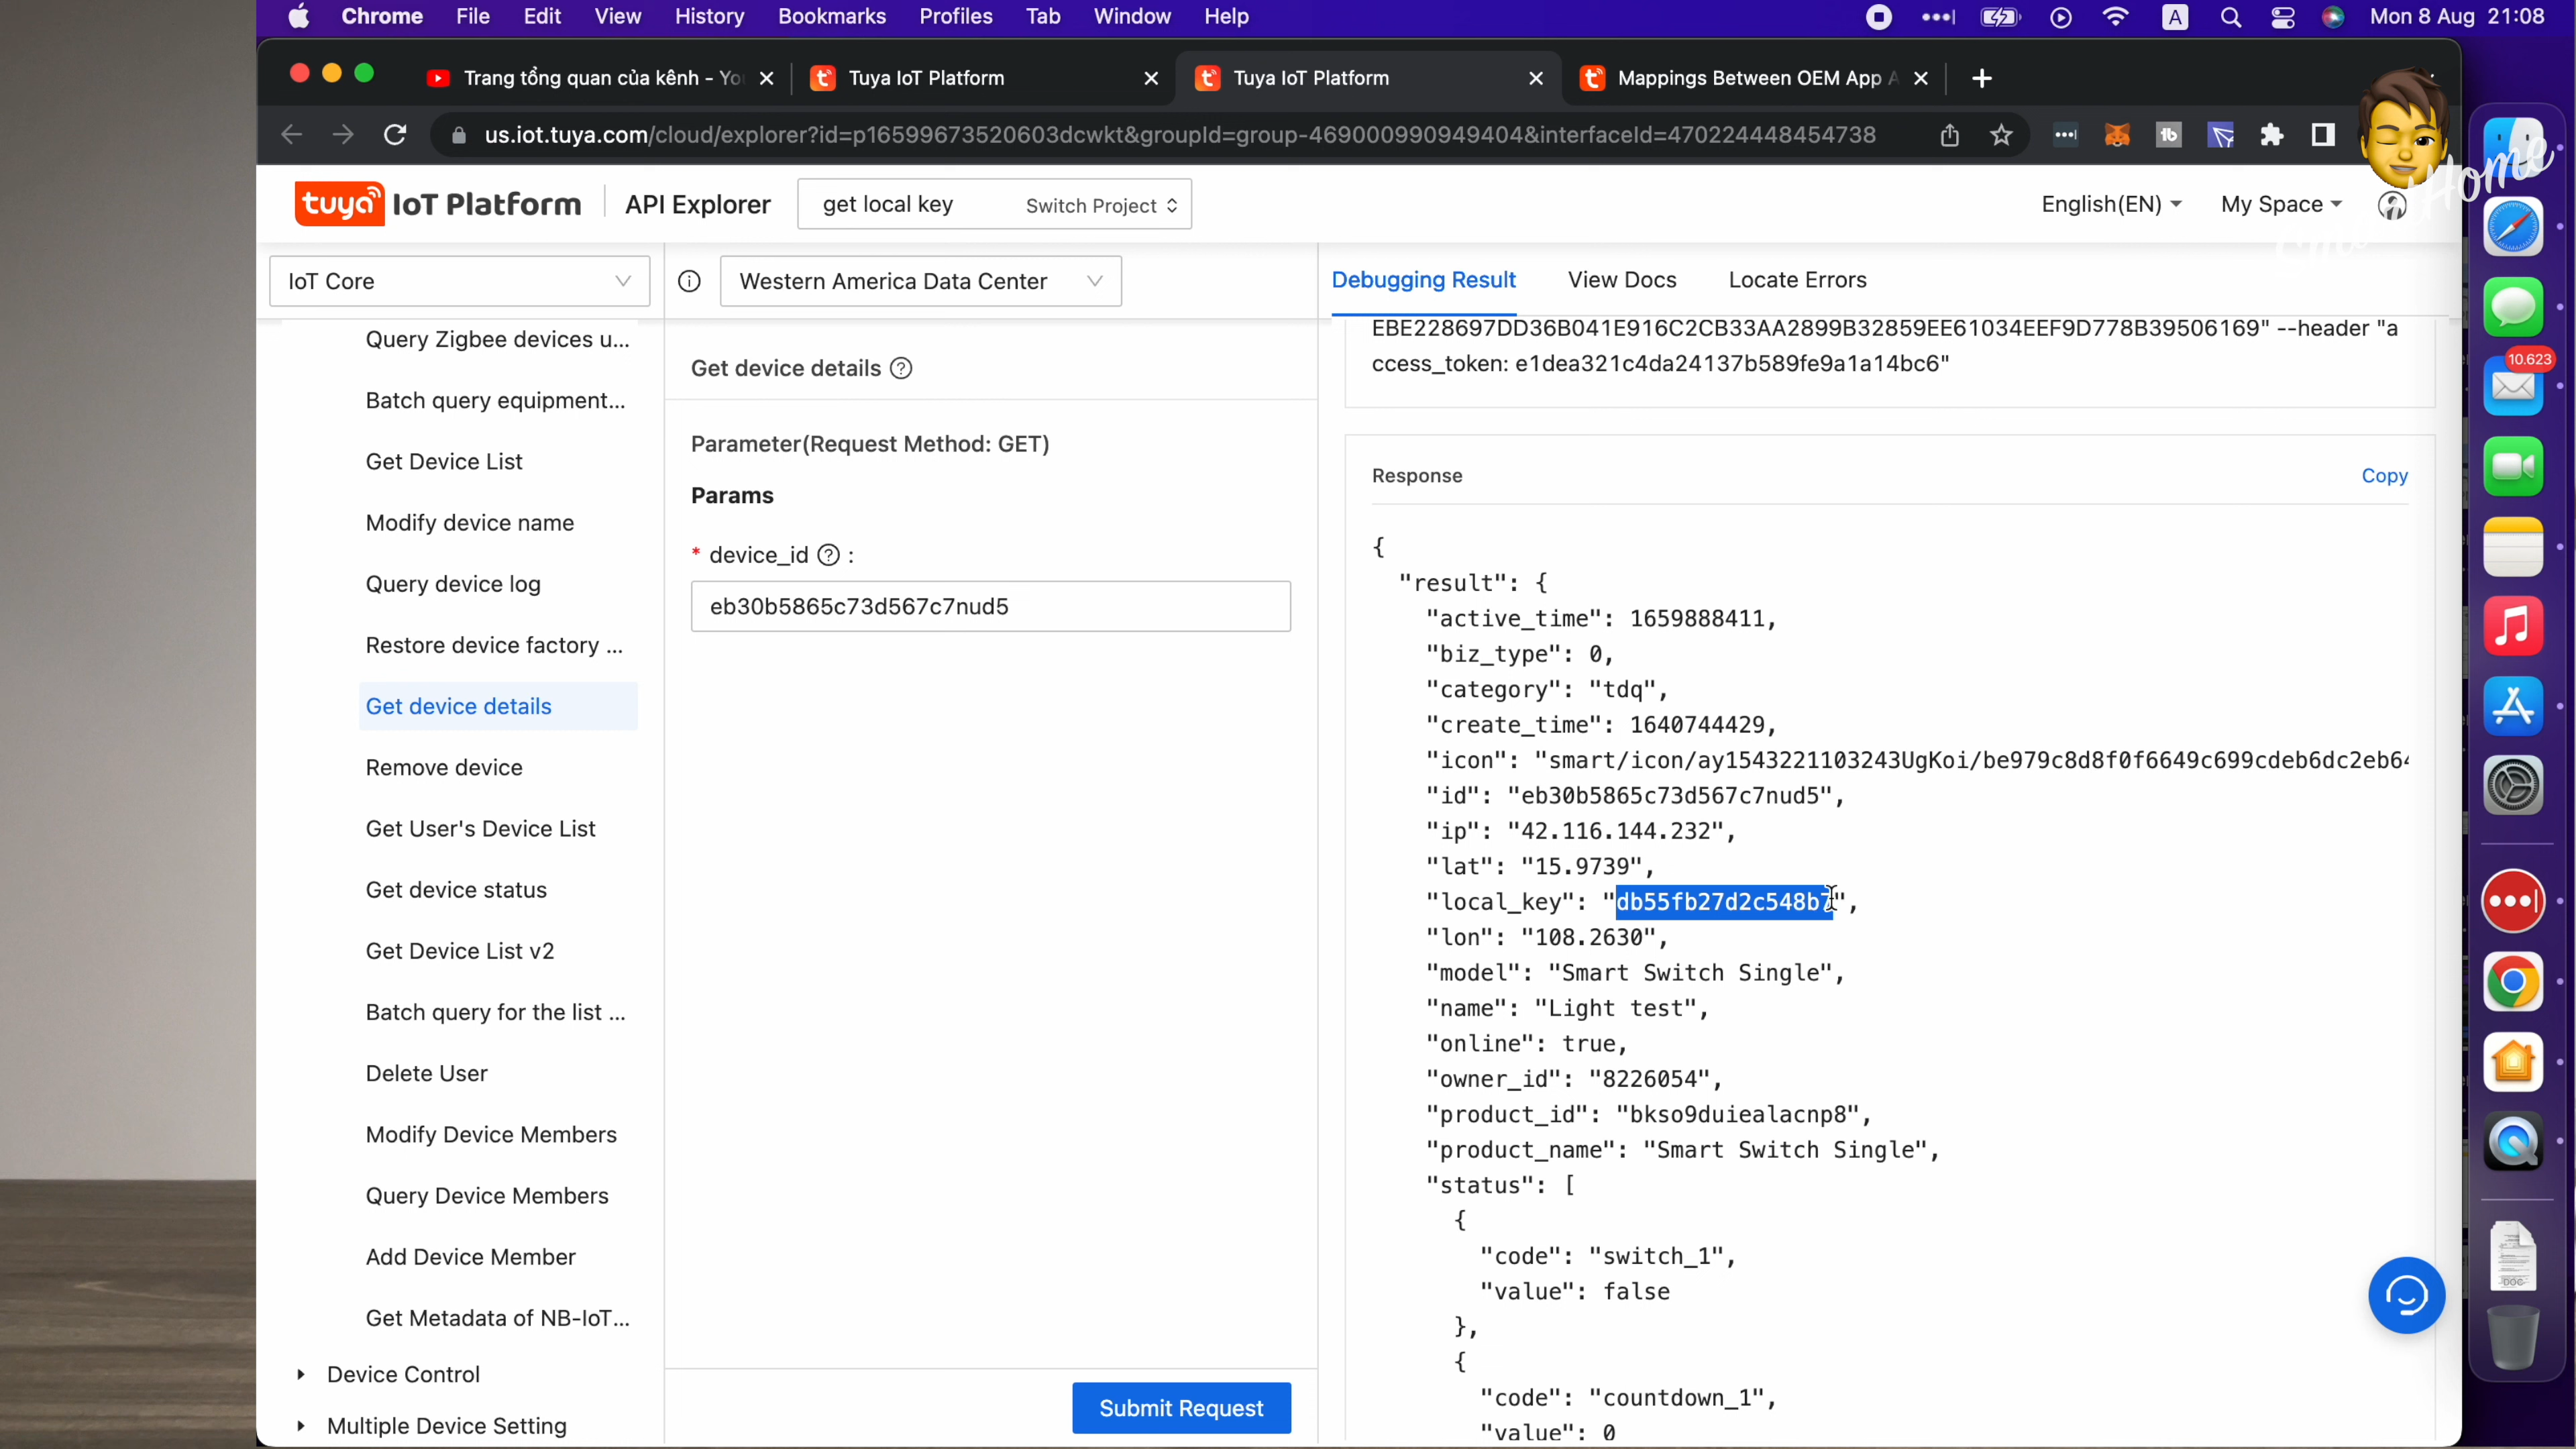 Chrome File Edit View History Bookmarks Profiles Tab Window Help
A
Mon 8 Aug 21:08
Trang tổng quan của kênh - Yo
Tuya IoT Platform
Tuya IoT Platform
Mappings Between OEM App A
us.iot.tuya.com/cloud/explorer?id=p16599673520603dcwkt&groupId=group-469000990949404&interfaceId=470224448454738
tuya IoT Platform
API Explorer
get local key
Switch Project
English(EN)
My Space
Home
IoT Core
Western America Data Center
Debugging Result
View Docs
Locate Errors
Query Zigbee devices u...
Batch query equipment...
Get Device List
Modify device name
Query device log
Restore device factory ...
Get device details
Remove device
Get User's Device List
Get device status
Get Device List v2
Batch query for the list ...
Delete User
Modify Device Members
Query Device Members
Add Device Member
Get Metadata of NB-IoT...
Device Control
Multiple Device Setting
Get device details
Parameter(Request Method: GET)
Params
* device_id :
eb30b5865c73d567c7nud5
Submit Request
EBE228697DD36B041E916C2CB33AA2899B32859EE61034EEF9D778B39506169" --header "a
ccess_token: e1dea321c4da24137b589fe9a1a14bc6"
Response
Copy
{
"result": {
"active_time": 1659888411,
"biz_type": 0,
"category": "tdq",
"create_time": 1640744429,
"icon": "smart/icon/ay1543221103243UgKoi/be979c8d8f0f6649c699cdeb6dc2eb64
"id": "eb30b5865c73d567c7nud5",
"ip": "42.116.144.232",
"lat": "15.9739",
"local_key": "db55fb27d2c548b7",
"lon": "108.2630",
"model": "Smart Switch Single",
"name": "Light test",
"online": true,
"owner_id": "8226054",
"product_id": "bkso9duiealacnp8",
"product_name": "Smart Switch Single",
"status": [
{
"code": "switch_1",
"value": false
},
{
"code": "countdown_1",
"value": 0
10.623
DOC